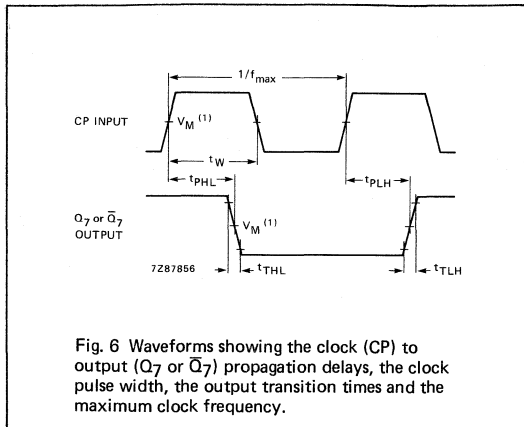 1/fmax
CP INPUT
VM (1)
tW
tPHL
tPLH
Q7 or Q̅7
OUTPUT
VM (1)
7Z87856
tTHL
tTLH
Fig. 6 Waveforms showing the clock (CP) to
output (Q7 or Q̅7) propagation delays, the clock
pulse width, the output transition times and the
maximum clock frequency.